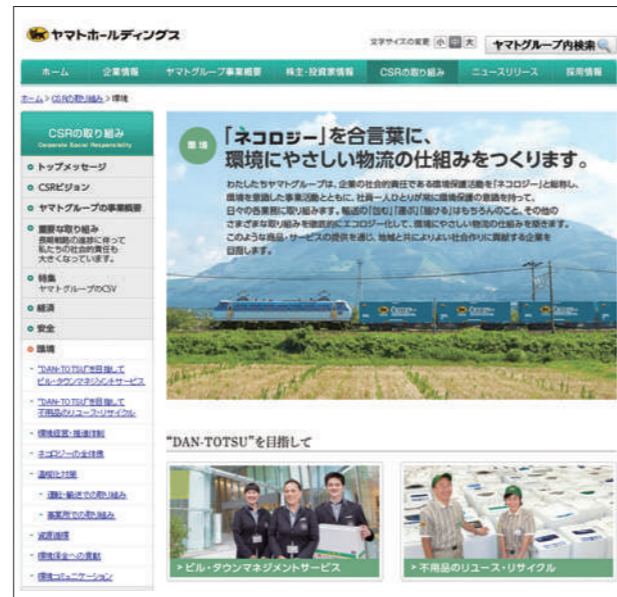 ヤマトホールディングス
文字サイズの変更 小 中 大
ヤマトグループ内検索
ホーム 企業情報 ヤマトグループ事業概要 株主・投資家情報 CSRの取り組み ニュースリリース 採用情報
ホーム > CSRの取り組み > 環境
CSRの取り組み
Corporate Social Responsibility
トップメッセージ
CSRビジョン
ヤマトグループの事業概要
重要な取り組み
長期戦略の進捗に伴って
私たちの社会的責任も
大きくなっています。
特集
ヤマトグループのCSV
経済
安全
環境
"DAN-TOTSU"を目指して
ビル・タウンマネジメントサービス
"DAN-TOTSU"を目指して
不用品のリユース・リサイクル
環境経営・推進体制
ネコロジーの全体像
温暖化対策
運転・輸送での取り組み
事業所での取り組み
資源循環
環境保全への貢献
環境コミュニケーション
環境
「ネコロジー」を合言葉に、
環境にやさしい物流の仕組みをつくります。
わたしたちヤマトグループは、企業の社会的責任である環境保護活動を「ネコロジー」と総称し、
環境を意識した事業活動とともに、社員一人ひとりが常に環境保護の意識を持って、
日々の各業務に取り組みます。輸送の「包む」「運ぶ」「届ける」はもちろんのこと、その他の
さまざまな取り組みを徹底的にエコロジー化して、環境にやさしい物流の仕組みを築きます。
このような商品・サービスの提供を通じ、地域と共によりよい社会作りに貢献する企業を
目指します。
"DAN-TOTSU"を目指して
> ビル・タウンマネジメントサービス
> 不用品のリユース・リサイクル